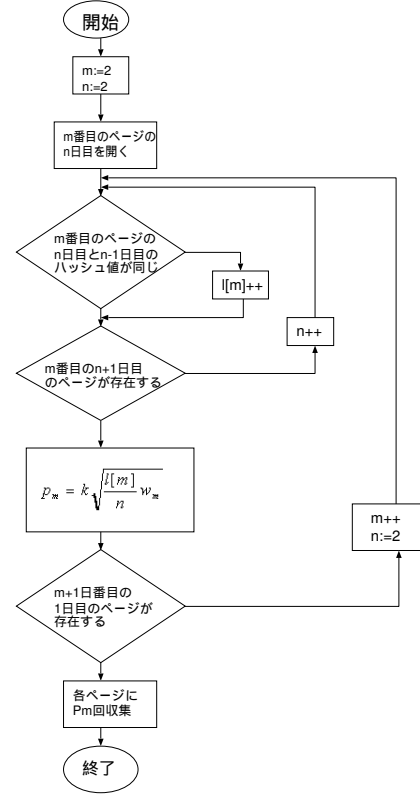 開始
m:=2
n:=2
m番目のページの
n日目を開く
m番目のページの
n日目とn-1日目の
ハッシュ値が同じ
l[m]++
n++
m番目のn+1日目
のページが存在する
p_m = k √(l[m]/n) w_m
m++
n:=2
m+1日番目の
1日目のページが
存在する
各ページに
Pm回収集
終了